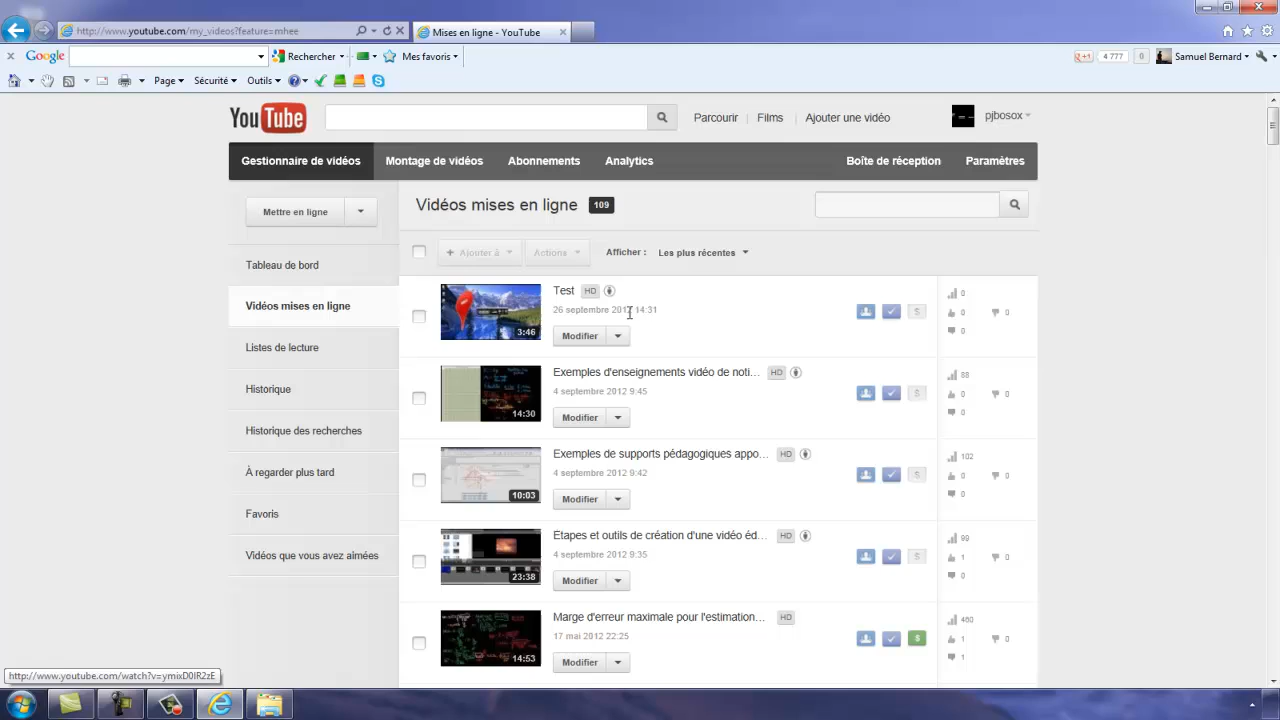 http://www.youtube.com/my_videos?feature=mhee
Mises en ligne - YouTube
Google
Rechercher
Mes favoris
+1
4 777
0
Samuel Bernard
Page
Sécurité
Outils
YouTube
Parcourir
Films
Ajouter une vidéo
pjbosox
Gestionnaire de vidéos
Montage de vidéos
Abonnements
Analytics
Boîte de réception
Paramètres
Mettre en ligne
Vidéos mises en ligne 109
+ Ajouter à
Actions
Afficher :
Les plus récentes
Tableau de bord
Vidéos mises en ligne
Listes de lecture
Historique
Historique des recherches
À regarder plus tard
Favoris
Vidéos que vous avez aimées
Test HD
26 septembre 2012 14:31
3:46
Modifier
$
0
0
0
0
Exemples d'enseignements vidéo de noti... HD
4 septembre 2012 9:45
14:30
Modifier
$
88
0
0
0
Exemples de supports pédagogiques appo... HD
4 septembre 2012 9:42
10:03
Modifier
$
102
0
0
0
Etapes et outils de création d'une vidéo éd... HD
4 septembre 2012 9:35
23:38
Modifier
$
99
1
0
0
Marge d'erreur maximale pour l'estimation... HD
17 mai 2012 22:25
14:53
Modifier
$
460
1
0
1
http://www.youtube.com/watch?v=ymixD0lR2zE